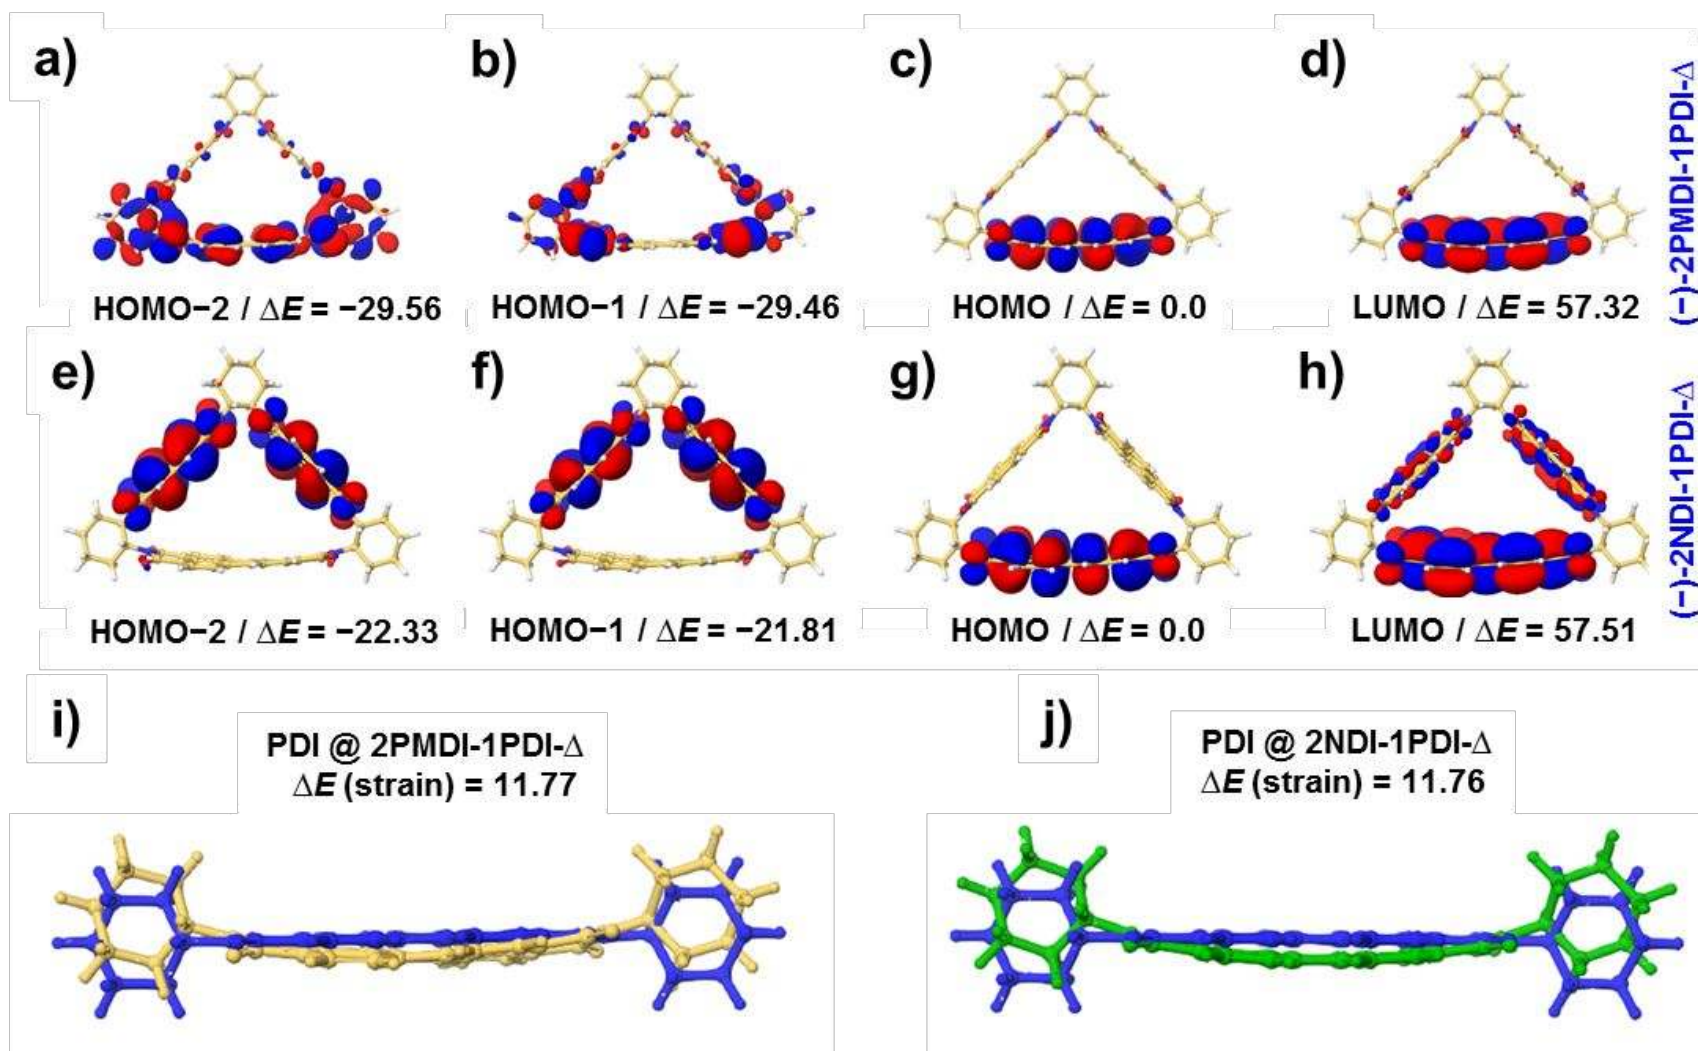 a)
b)
c)
d)
HOMO−2 / ΔE = −29.56
HOMO−1 / ΔE = −29.46
HOMO / ΔE = 0.0
LUMO / ΔE = 57.32
(−)-2PMDI-1PDI-Δ
e)
f)
g)
h)
HOMO−2 / ΔE = −22.33
HOMO−1 / ΔE = −21.81
HOMO / ΔE = 0.0
LUMO / ΔE = 57.51
(−)-2NDI-1PDI-Δ
i)
PDI @ 2PMDI-1PDI-Δ
ΔE (strain) = 11.77
j)
PDI @ 2NDI-1PDI-Δ
ΔE (strain) = 11.76